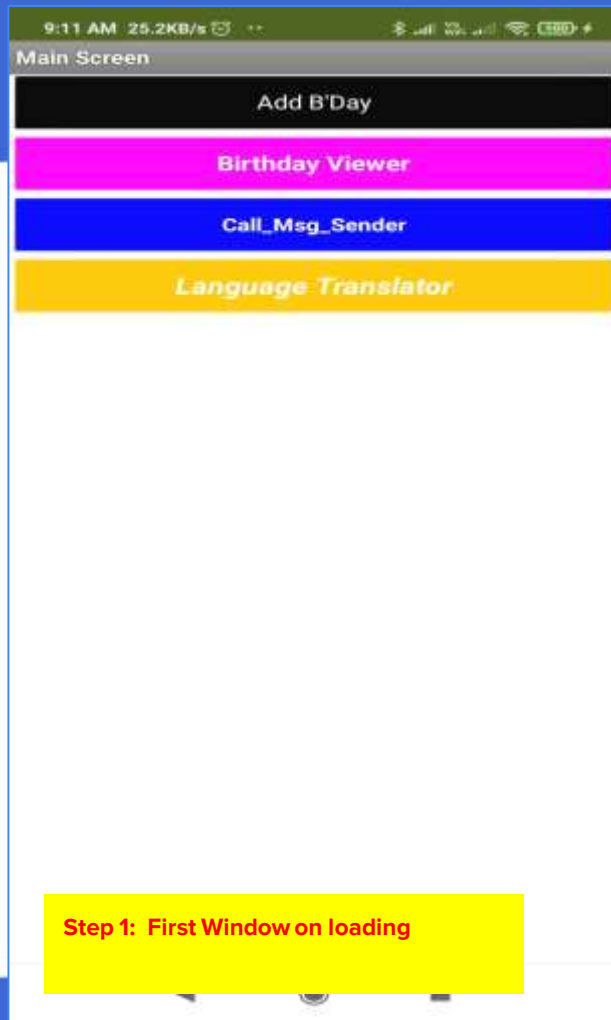 9:11 AM 25.2KB/s
Main Screen
Add B'Day
Birthday Viewer
Call_Msg_Sender
Language Translator
Step 1: First Window on loading